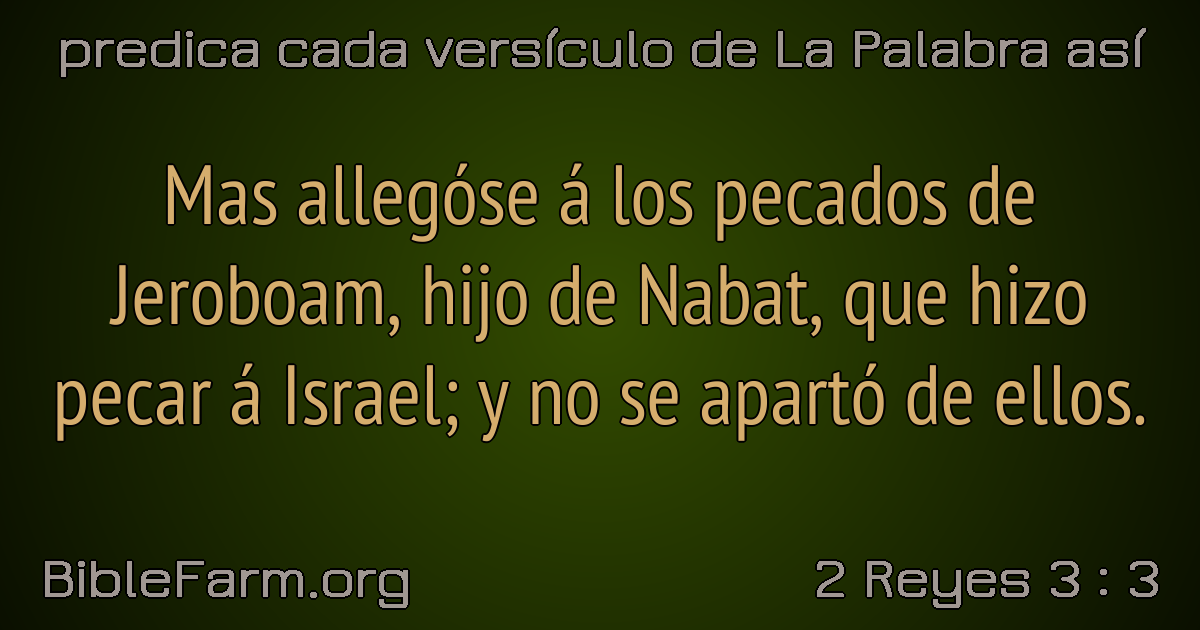 predica cada versículo de La Palabra así
Mas allegóse á los pecados de
Jeroboam, hijo de Nabat, que hizo
pecar á Israel; y no se apartó de ellos.
BibleFarm.org
2 Reyes 3 : 3